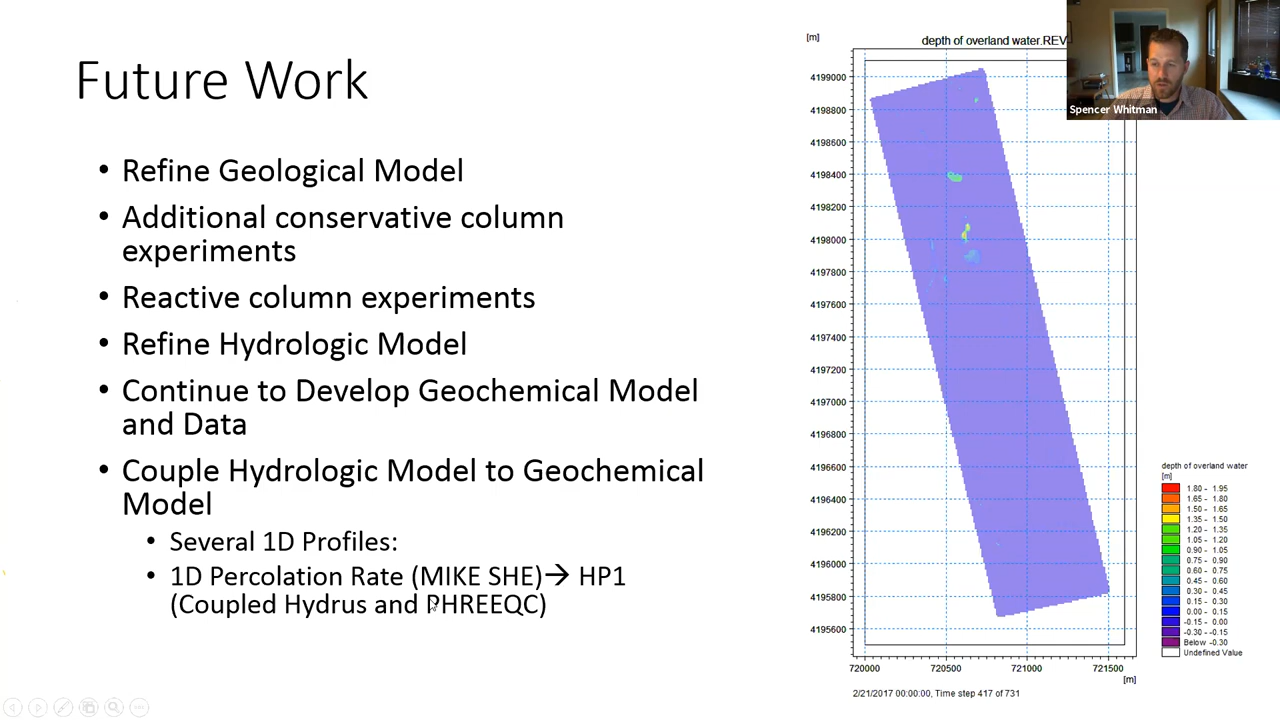 Future Work
• Refine Geological Model
• Additional conservative column
experiments
• Reactive column experiments
• Refine Hydrologic Model
• Continue to Develop Geochemical Model
and Data
• Couple Hydrologic Model to Geochemical
Model
• Several 1D Profiles:
• 1D Percolation Rate (MIKE SHE)→ HP1
(Coupled Hydrus and PHREEQC)
[m]
depth of overland water.REV
Spencer Whitman
4199000
4198800
4198600
4198400
4198200
4198000
4197800
4197600
4197400
4197200
4197000
4196800
4196600
4196400
4196200
4196000
4195800
4195600
720000
720500
721000
721500
[m]
2/21/2017 00:00:00, Time step 417 of 731
depth of overland water
[m]
1.80 - 1.95
1.65 - 1.80
1.50 - 1.65
1.35 - 1.50
1.20 - 1.35
1.05 - 1.20
0.90 - 1.05
0.75 - 0.90
0.60 - 0.75
0.45 - 0.60
0.30 - 0.45
0.15 - 0.30
0.00 - 0.15
-0.15 - 0.00
-0.30 - -0.15
Below -0.30
Undefined Value